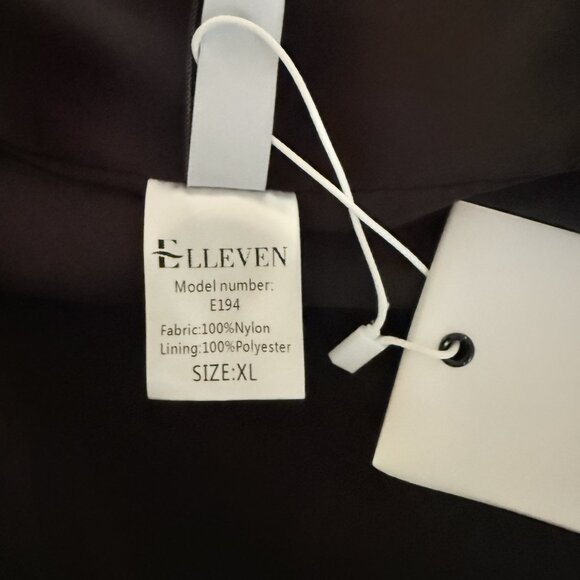 ELLEVEN
Model number:
E194
Fabric:100%Nylon
Lining:100%Polyester
SIZE:XL